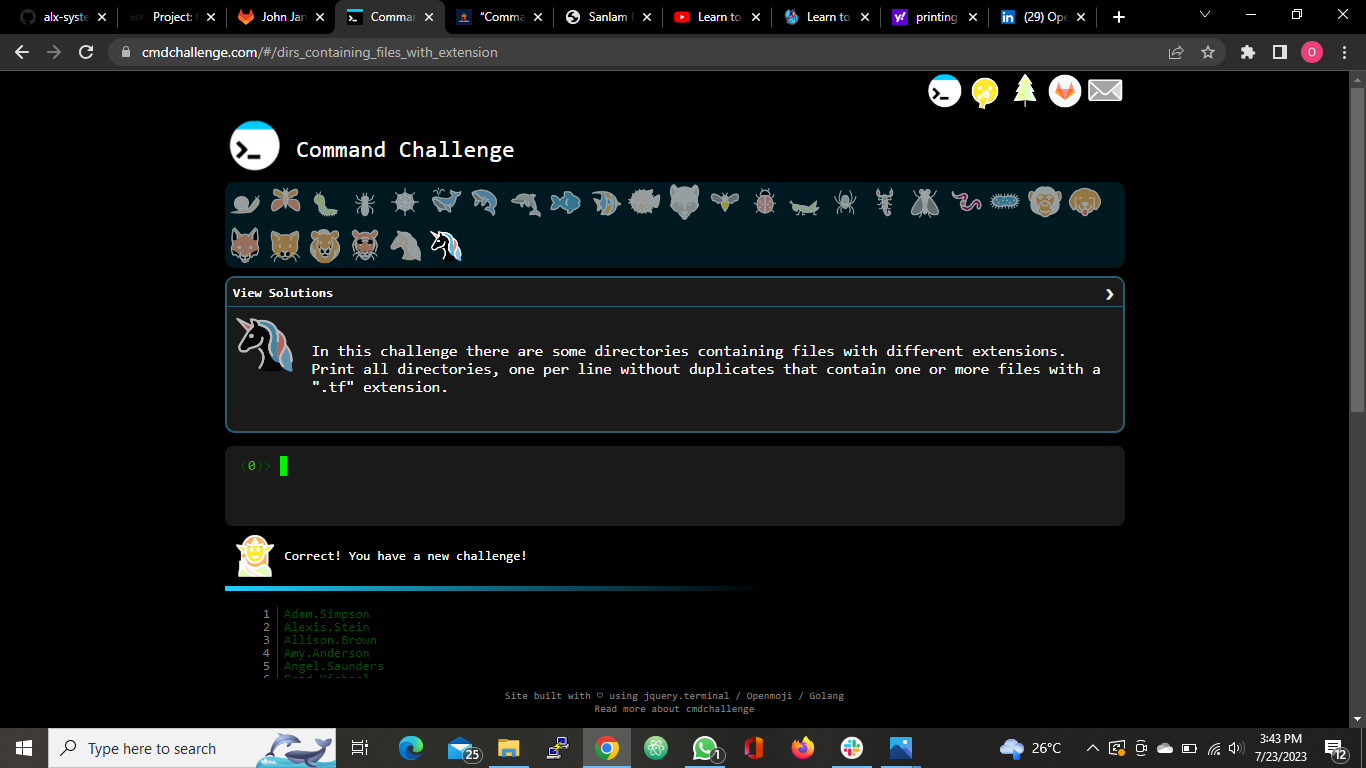 alx-syste
Project:
John Jar
Comman
"Comma
Sanlam
Learn to
Learn to
printing
(29) Ope
cmdchallenge.com/#/dirs_containing_files_with_extension
O
Command Challenge
View Solutions
In this challenge there are some directories containing files with different extensions.
Print all directories, one per line without duplicates that contain one or more files with a
".tf" extension.
(0)>
Correct! You have a new challenge!
1 Adam.Simpson
2 Alexis.Stein
3 Allison.Brown
4 Amy.Anderson
5 Angel.Saunders
Site built with ♡ using jquery.terminal / Openmoji / Golang
Read more about cmdchallenge
Type here to search
25
1
26°C
3:43 PM
7/23/2023
12